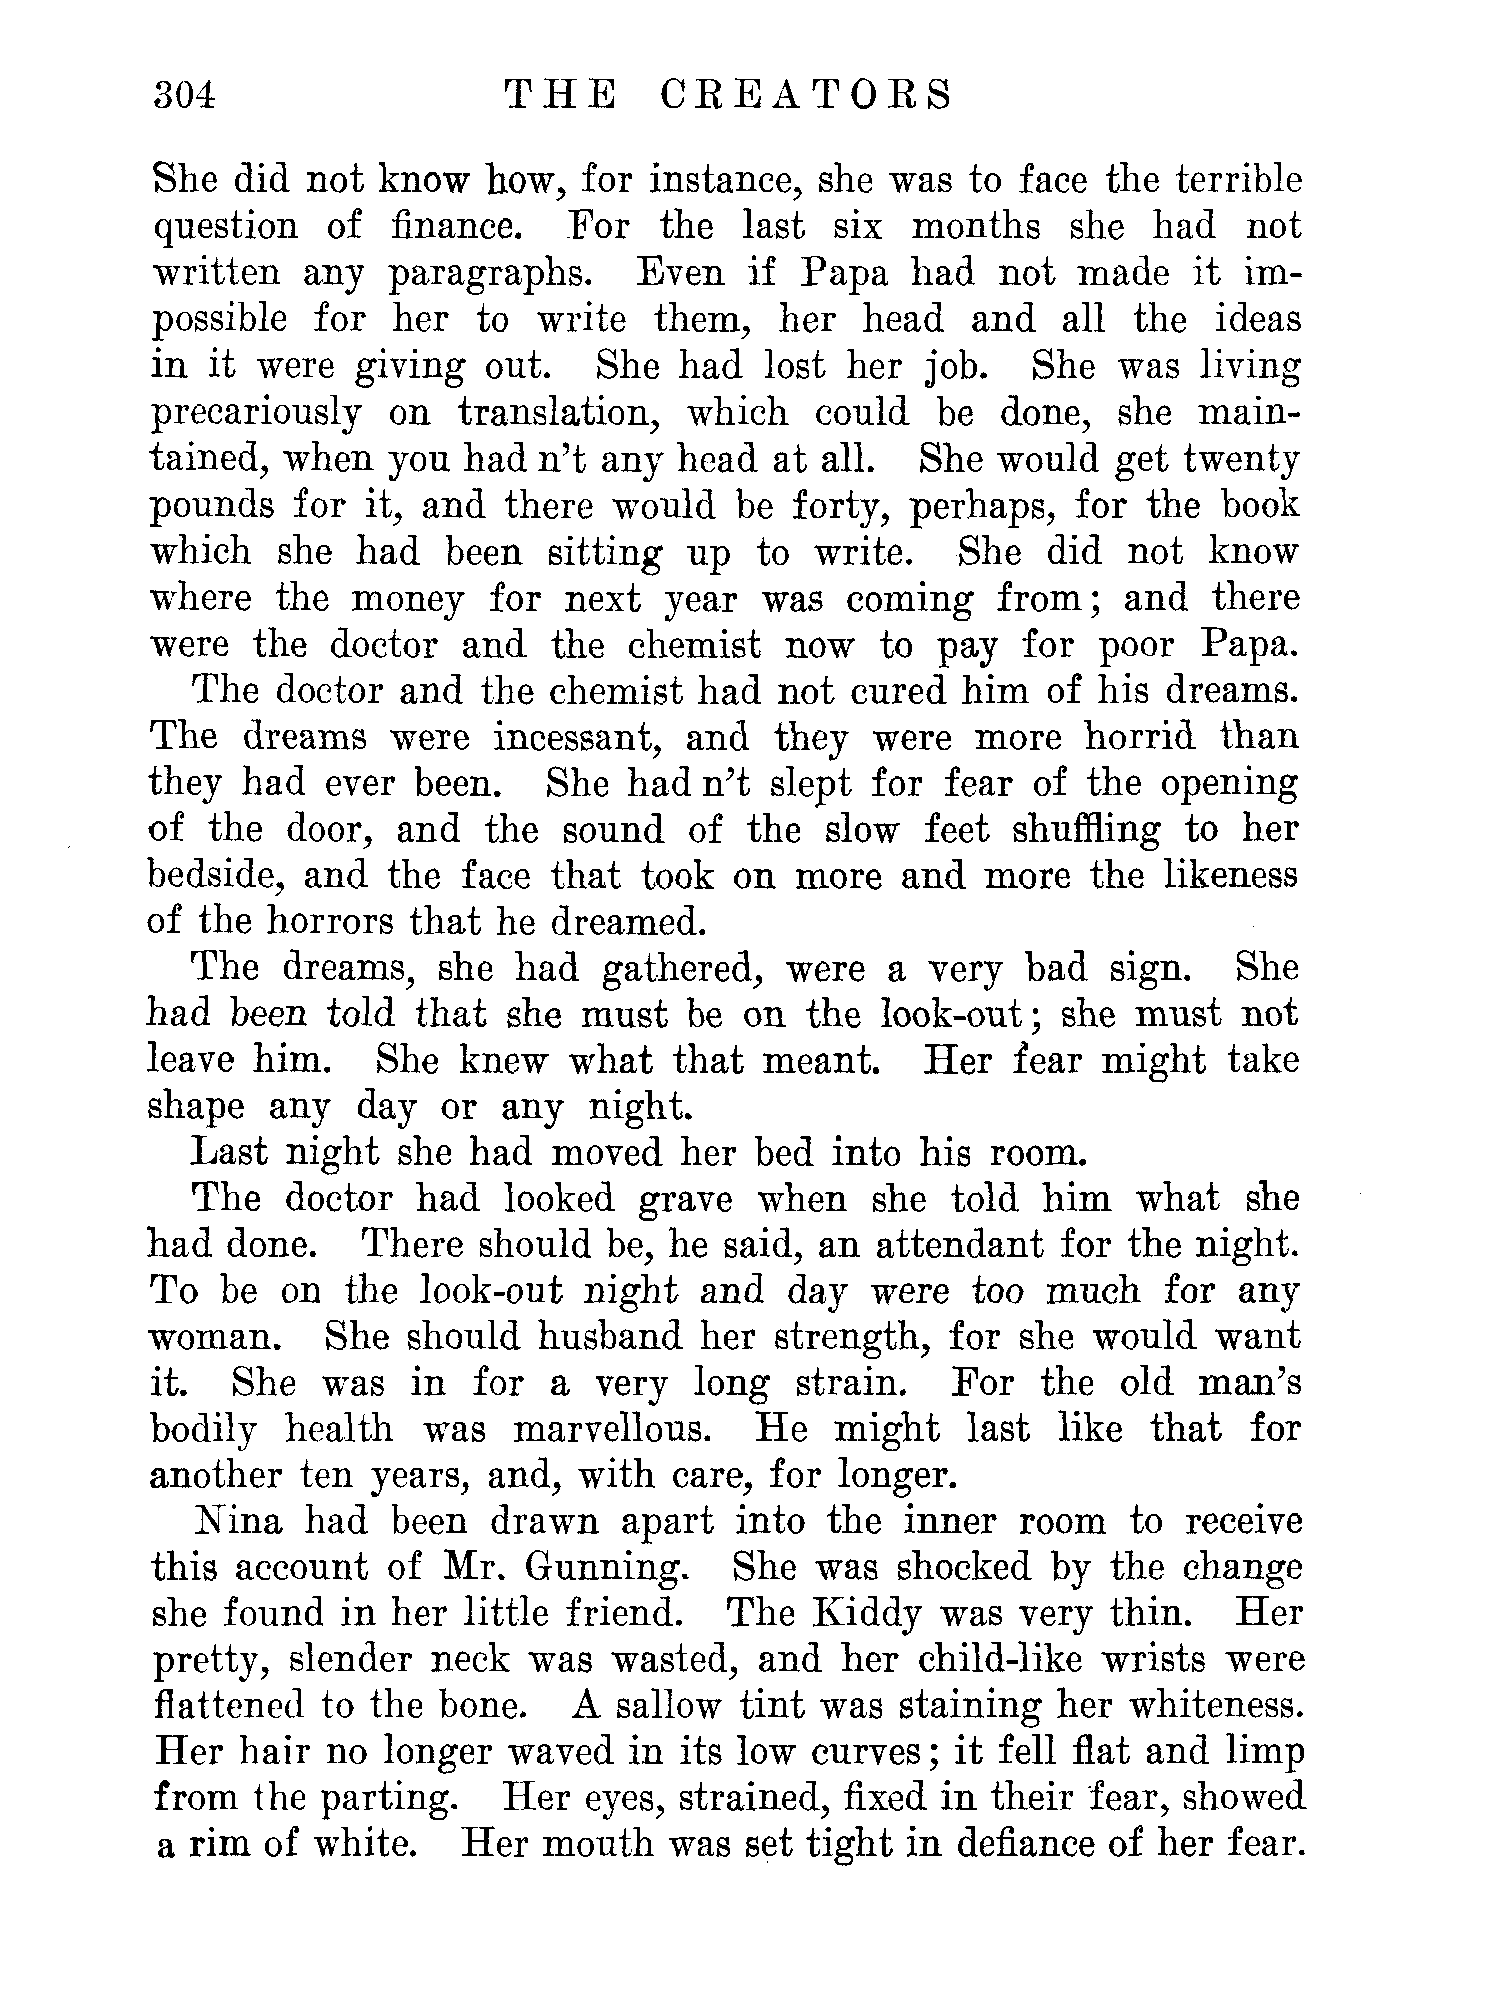 304 THE CREATORS
She did not know how, for instance, she was to face the terrible
question of finance. For the last six months she had not
written any paragraphs. Even if Papa had not made it im-
possible for her to write them, her head and all the ideas
in it were giving out. She had lost her job. She was living
precariously on translation, which could be done, she main-
tained, when you had n't any head at all. She would get twenty
pounds for it, and there would be forty, perhaps, for the book
which she had been sitting up to write. She did not know
where the money for next year was coming from; and there
were the doctor and the chemist now to pay for poor Papa.
The doctor and the chemist had not cured him of his dreams.
The dreams were incessant, and they were more horrid than
they had ever been. She had n't slept for fear of the opening
of the door, and the sound of the slow feet shuffling to her
bedside, and the face that took on more and more the likeness
of the horrors that he dreamed.
The dreams, she had gathered, were a very bad sign. She
had been told that she must be on the look-out; she must not
leave him. She knew what that meant. Her fear might take
shape any day or any night.
Last night she had moved her bed into his room.
The doctor had looked grave when she told him what she
had done. There should be, he said, an attendant for the night.
To be on the look-out night and day were too much for any
woman. She should husband her strength, for she would want
it. She was in for a very long strain. For the old man's
bodily health was marvellous. He might last like that for
another ten years, and, with care, for longer.
Nina had been drawn apart into the inner room to receive
this account of Mr. Gunning. She was shocked by the change
she found in her little friend. The Kiddy was very thin. Her
pretty, slender neck was wasted, and her child-like wrists were
flattened to the bone. A sallow tint was staining her whiteness.
Her hair no longer waved in its low curves; it fell flat and limp
from the parting. Her eyes, strained, fixed in their fear, showed
a rim of white. Her mouth was set tight in defiance of her fear.